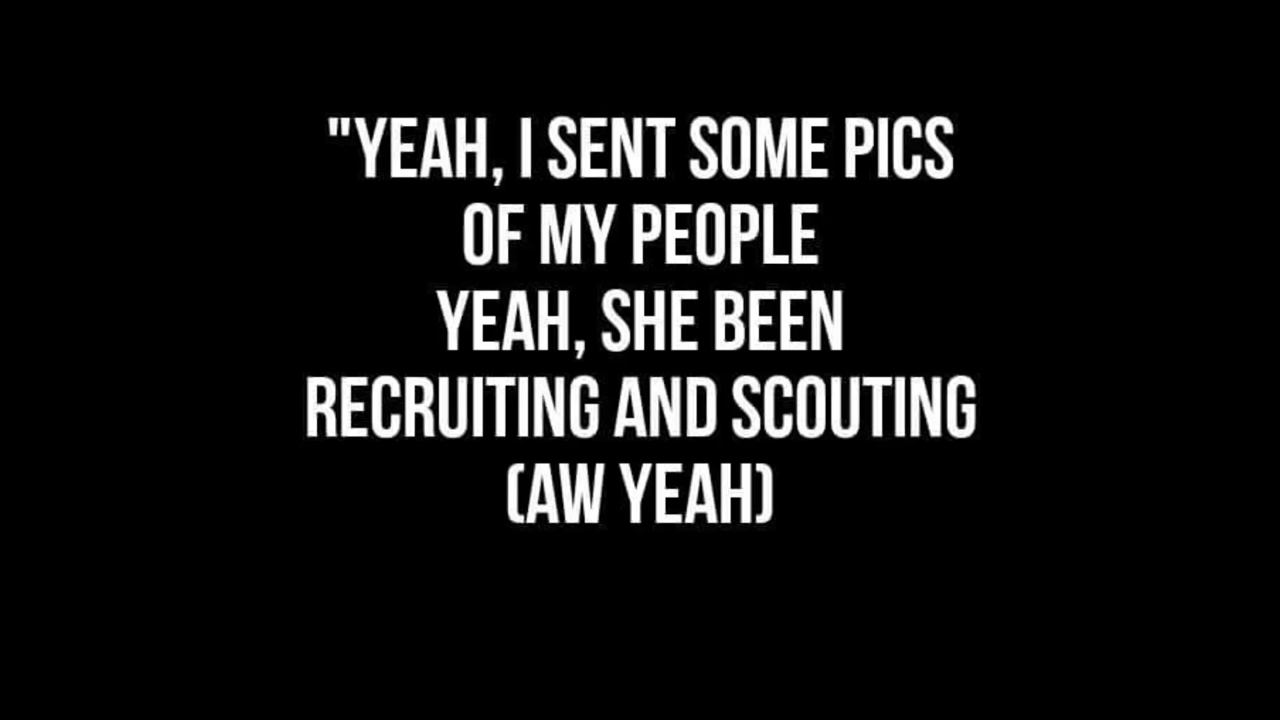 "YEAH, I SENT SOME PICS
OF MY PEOPLE
YEAH, SHE BEEN
RECRUITING AND SCOUTING
(AW YEAH)